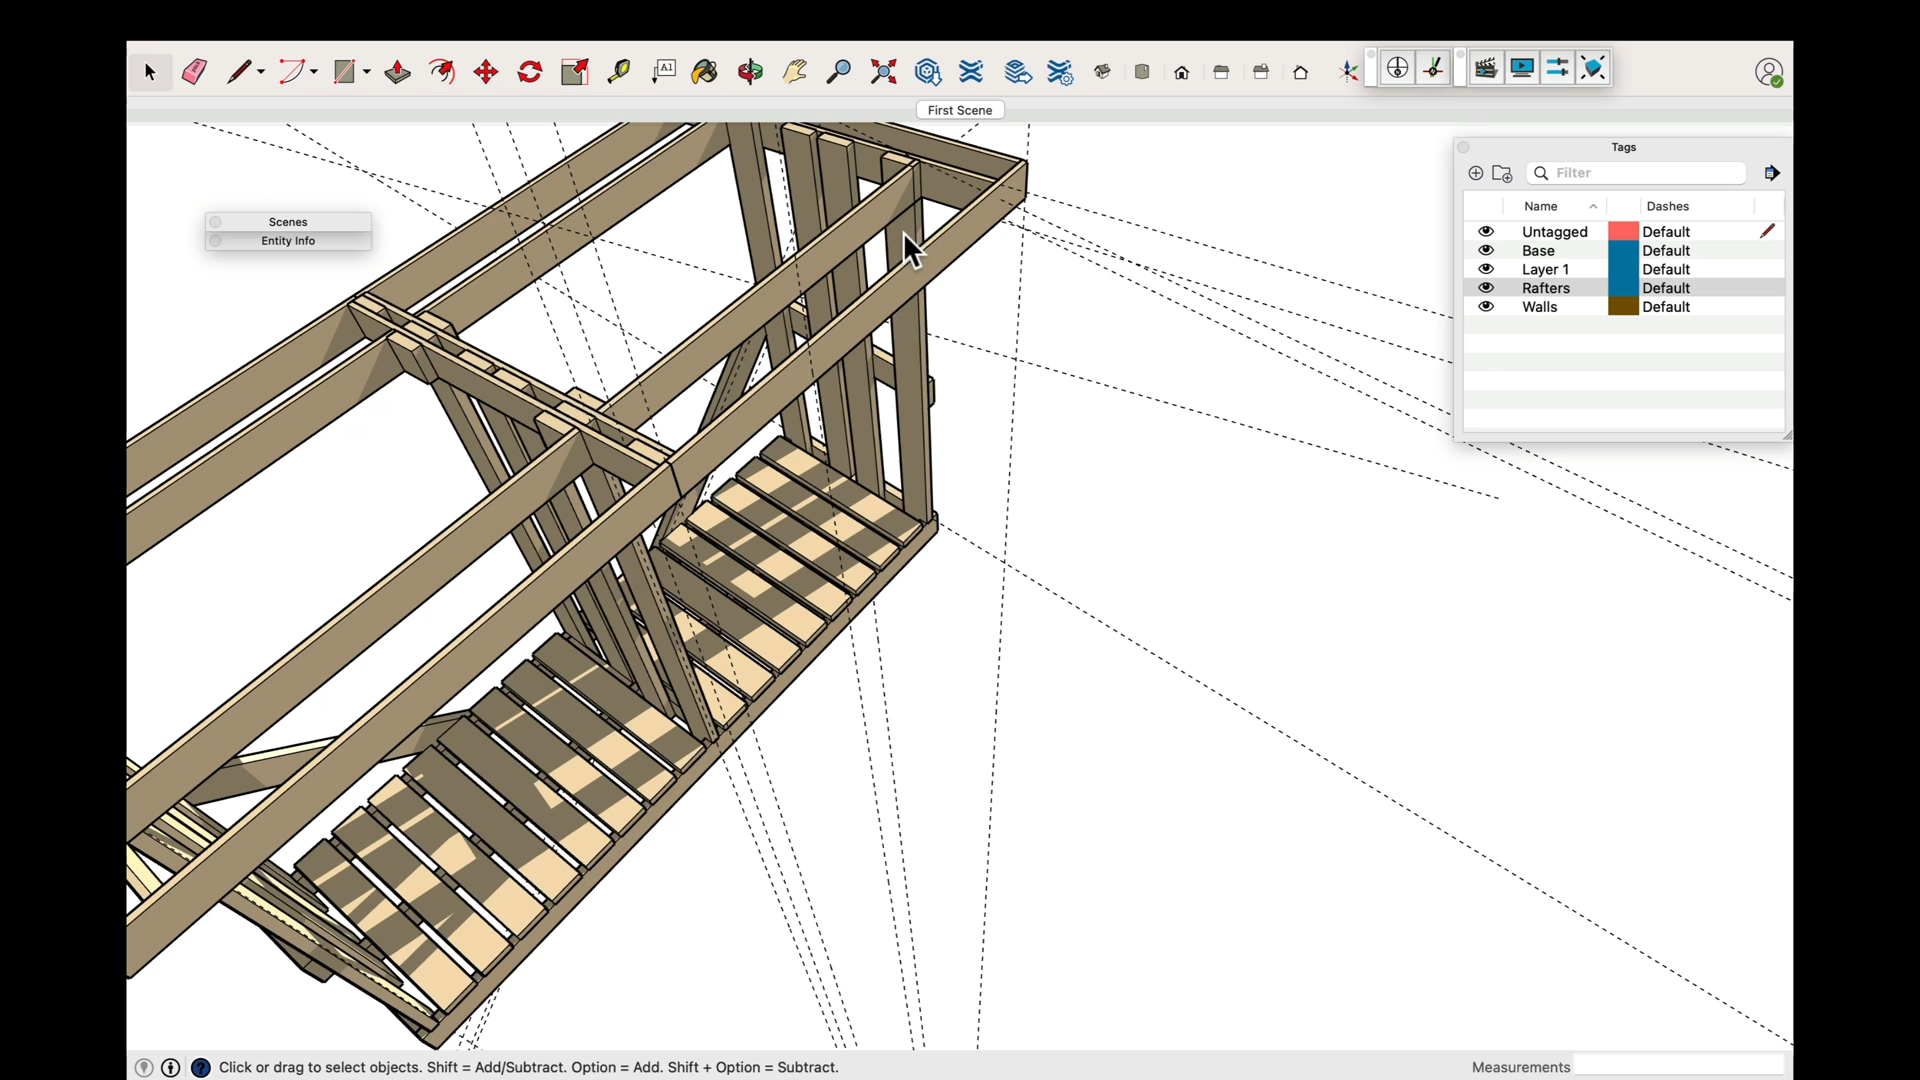 A1
First Scene
Tags
Filter
Name Dashes
Untagged Default
Base Default
Layer 1 Default
Rafters Default
Walls Default
Scenes
Entity Info
Click or drag to select objects. Shift = Add/Subtract. Option = Add. Shift + Option = Subtract.
Measurements